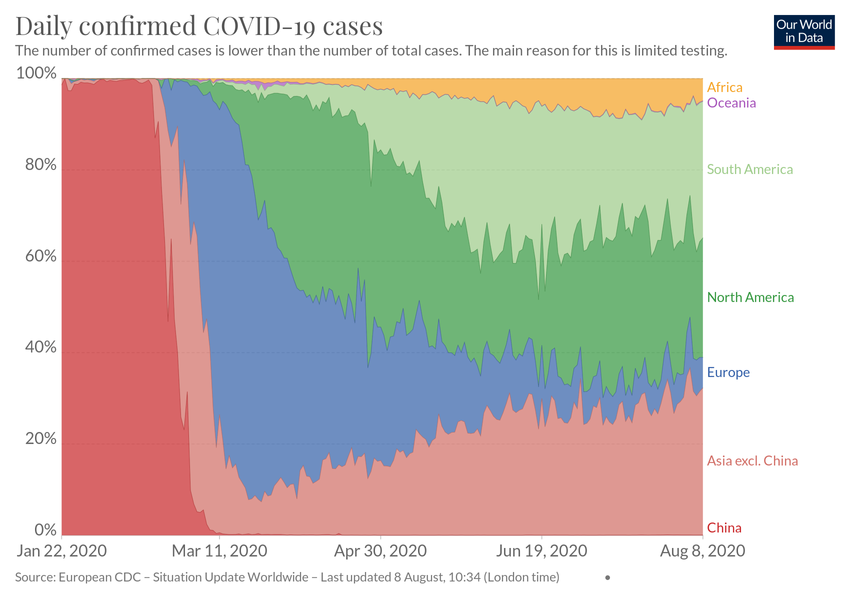 Daily confirmed COVID-19 cases
The number of confirmed cases is lower than the number of total cases. The main reason for this is limited testing.
Our World
in Data
100%
80%
60%
40%
20%
0%
Africa
Oceania
South America
North America
Europe
Asia excl. China
China
Jan 22, 2020
Mar 11, 2020
Apr 30, 2020
Jun 19, 2020
Aug 8, 2020
Source: European CDC – Situation Update Worldwide – Last updated 8 August, 10:34 (London time)